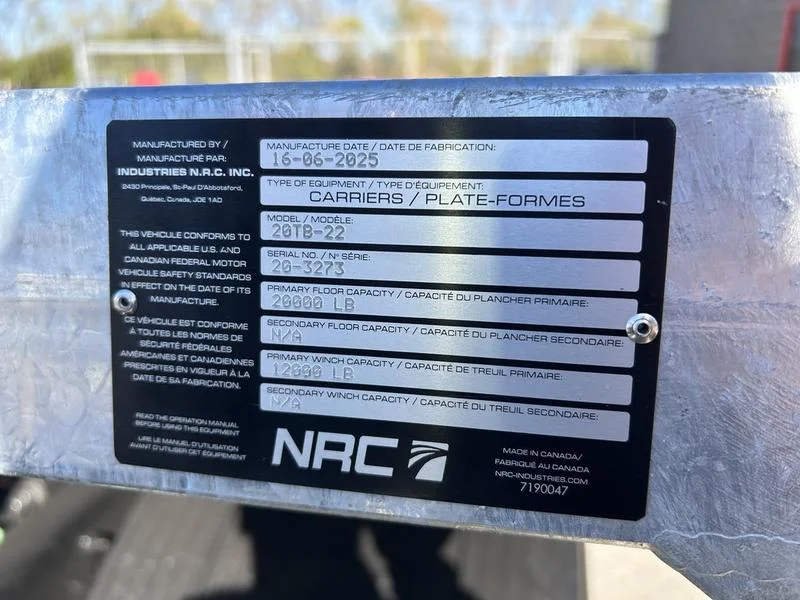 MANUFACTURED BY /
MANUFACTURÉ PAR:
INDUSTRIES N.R.C. INC.
2430 Principale, St-Paul D'Abbotsford,
Québec, Canada, J0E 1A0
THIS VEHICLE CONFORMS TO
ALL APPLICABLE U.S. AND
CANADIAN FEDERAL MOTOR
VEHICLE SAFETY STANDARDS
IN EFFECT ON THE DATE OF ITS
MANUFACTURE.
CE VÉHICULE EST CONFORME
À TOUTES LES NORMES DE
SÉCURITÉ FÉDÉRALES
AMÉRICAINES ET CANADIENNES
PRESCRITES EN VIGUEUR À LA
DATE DE SA FABRICATION.
READ THE OPERATION MANUAL
BEFORE USING THIS EQUIPMENT
LIRE LE MANUEL D'UTILISATION
AVANT D'UTILISER CET ÉQUIPEMENT
MANUFACTURE DATE / DATE DE FABRICATION:
16-06-2025
TYPE OF EQUIPMENT / TYPE D'ÉQUIPEMENT:
CARRIERS / PLATE-FORMES
MODEL / MODÈLE:
20TB-22
SERIAL NO. / N° SÉRIE:
20-3273
PRIMARY FLOOR CAPACITY / CAPACITÉ DU PLANCHER PRIMAIRE:
20000 LB
SECONDARY FLOOR CAPACITY / CAPACITÉ DU PLANCHER SECONDAIRE:
N/A
PRIMARY WINCH CAPACITY / CAPACITÉ DE TREUIL PRIMAIRE:
12000 LB
SECONDARY WINCH CAPACITY / CAPACITÉ DU TREUIL SECONDAIRE:
N/A
NRC
MADE IN CANADA/
FABRIQUÉ AU CANADA
NRC-INDUSTRIES.COM
7190047